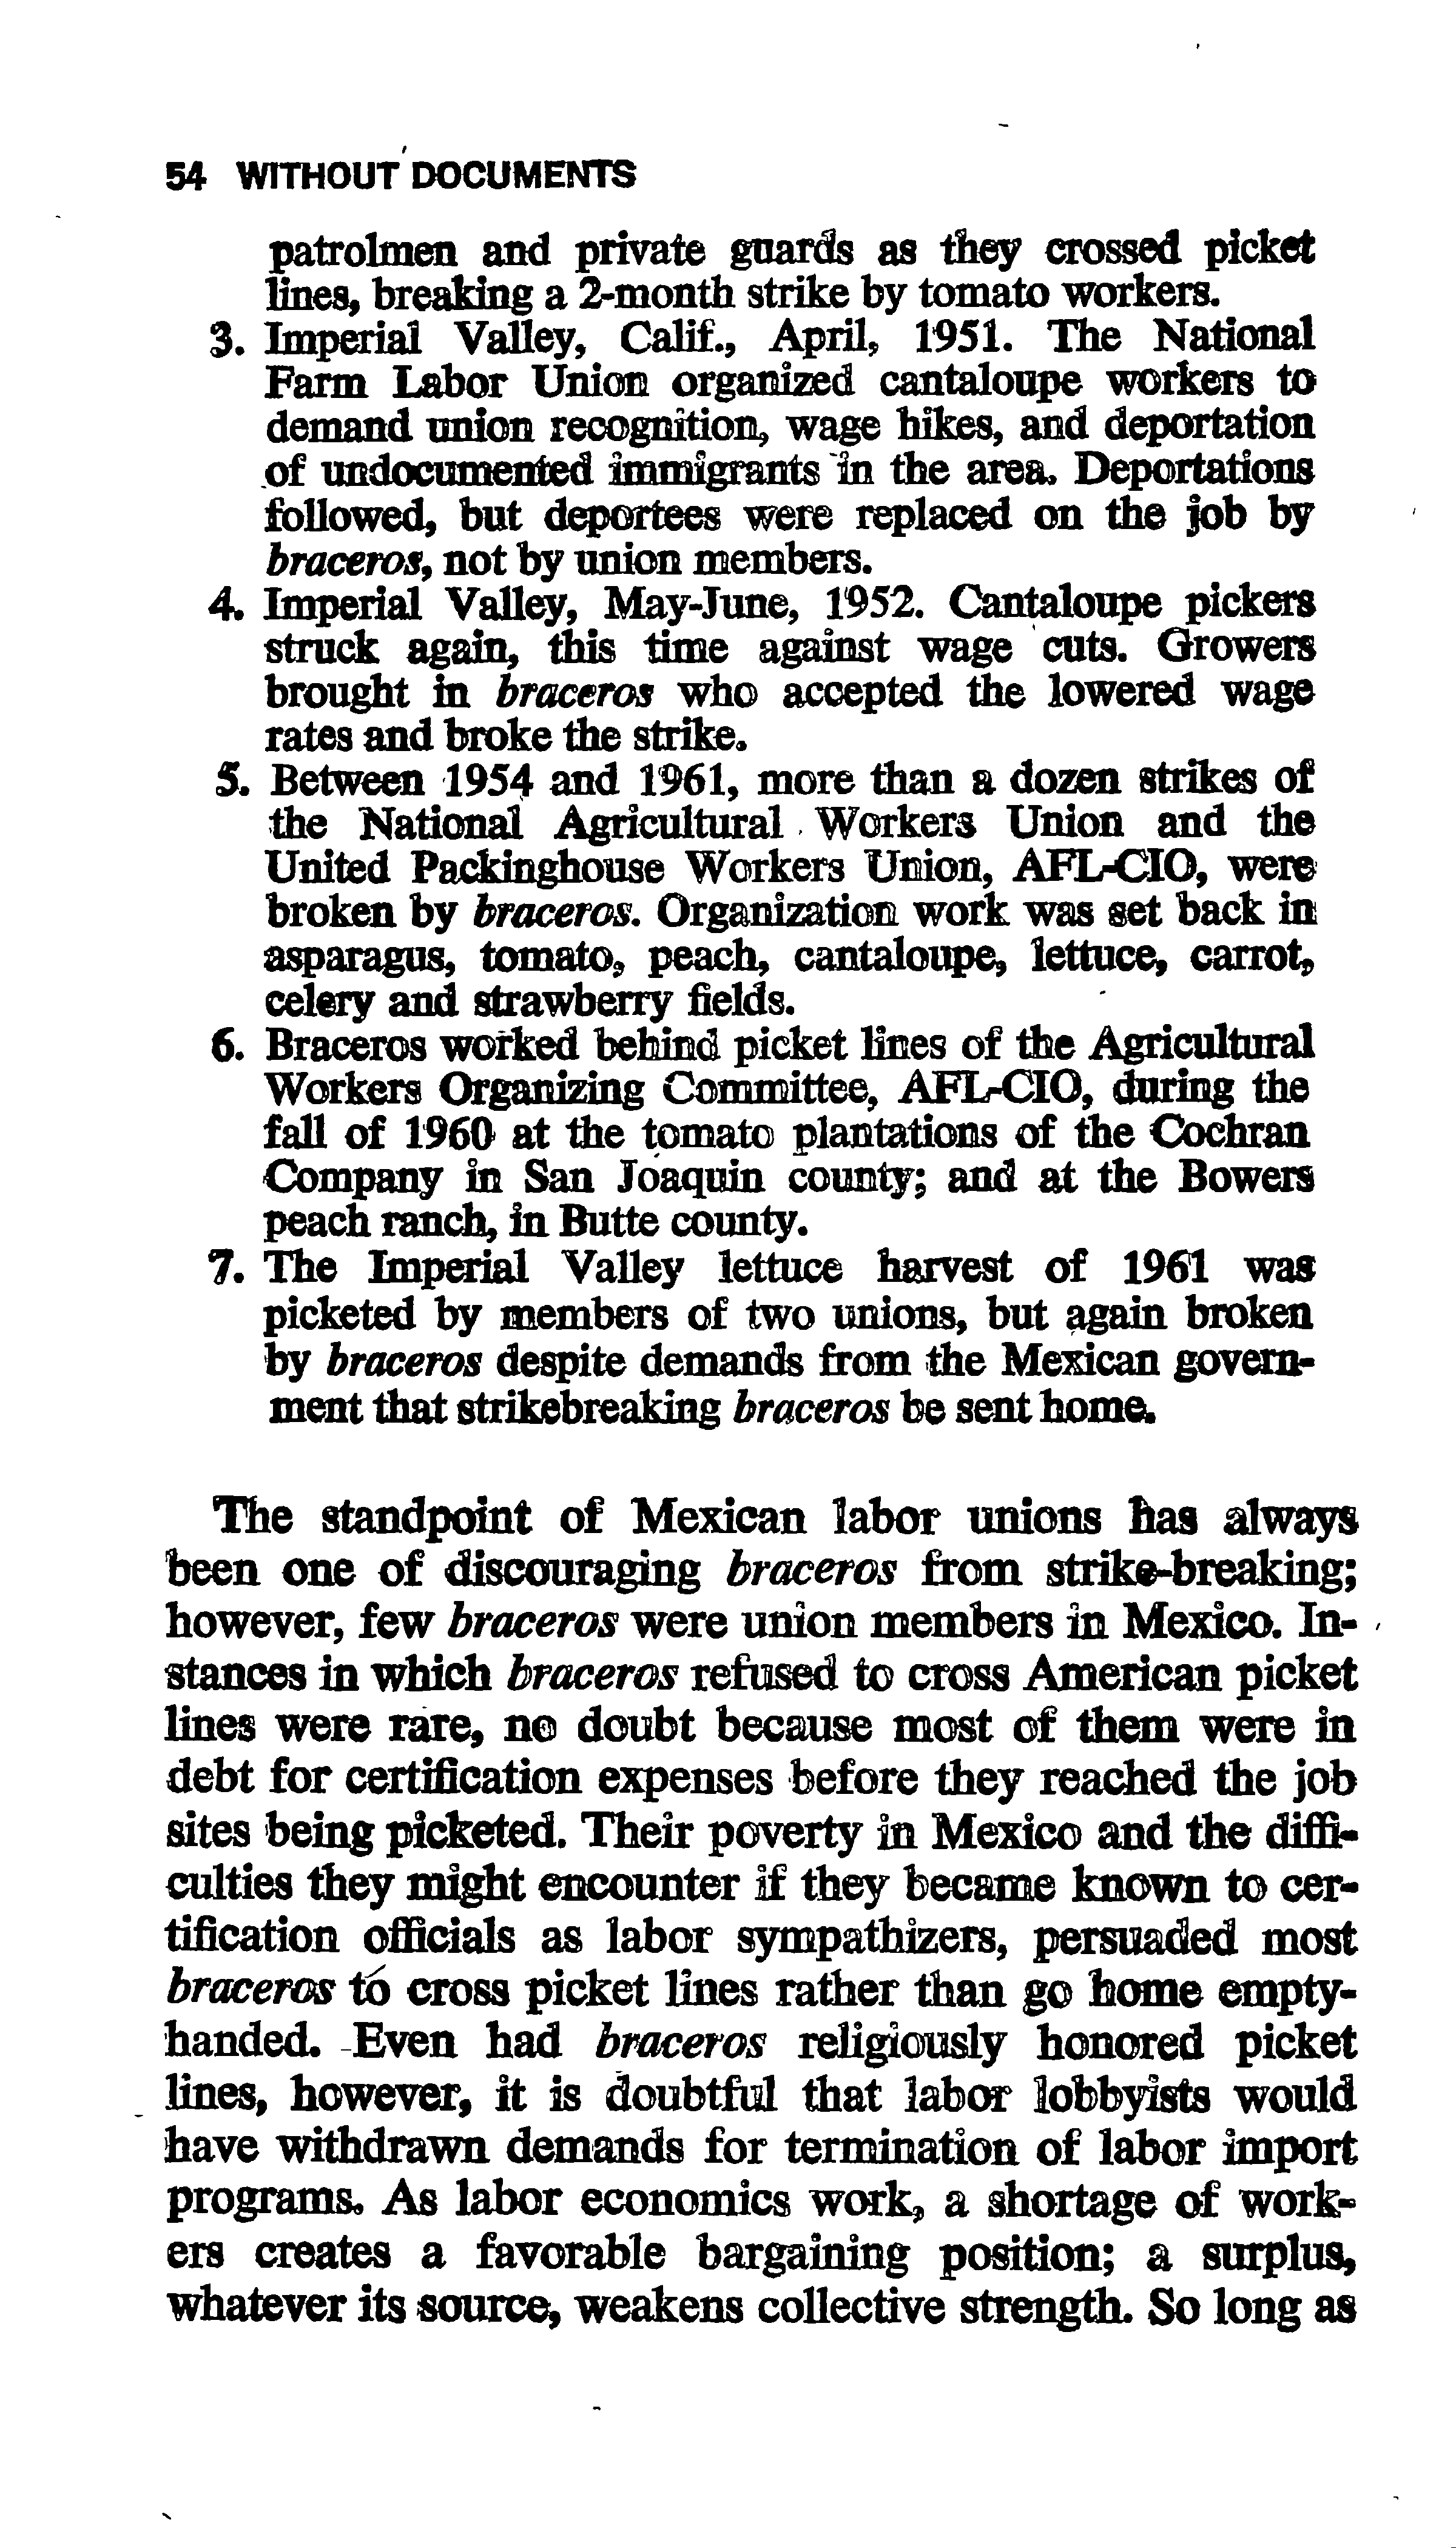 54 WITHOUT DOCUMENTS
patrolmen and private guards as they crossed picket
lines, breaking a 2-month strike by tomato workers.
3. Imperial Valley, Calif., April, 1951. The National
Farm Labor Union organized cantaloupe workers to
demand union recognition, wage hikes, and deportation
of undocumented immigrants in the area. Deportations
followed, but deportees were replaced on the job by
braceros, not by union members.
4. Imperial Valley, May-June, 1952. Cantaloupe pickers
struck again, this time against wage cuts. Growers
brought in braceros who accepted the lowered wage
rates and broke the strike.
5. Between 1954 and 1961, more than a dozen strikes of
the National Agricultural Workers Union and the
United Packinghouse Workers Union, AFL-CIO, were
broken by braceros. Organization work was set back in
asparagus, tomato, peach, cantaloupe, lettuce, carrot,
celery and strawberry fields.
6. Braceros worked behind picket lines of the Agricultural
Workers Organizing Committee, AFL-CIO, during the
fall of 1960 at the tomato plantations of the Cochran
Company in San Joaquin county; and at the Bowers
peach ranch, in Butte county.
7. The Imperial Valley lettuce harvest of 1961 was
picketed by members of two unions, but again broken
by braceros despite demands from the Mexican govern-
ment that strikebreaking braceros be sent home.
The standpoint of Mexican labor unions has always
been one of discouraging braceros from strike-breaking;
however, few braceros were union members in Mexico. In-
stances in which braceros refused to cross American picket
lines were rare, no doubt because most of them were in
debt for certification expenses before they reached the job
sites being picketed. Their poverty in Mexico and the diffi-
culties they might encounter if they became known to cer-
tification officials as labor sympathizers, persuaded most
braceros to cross picket lines rather than go home empty-
handed. Even had braceros religiously honored picket
lines, however, it is doubtful that labor lobbyists would
have withdrawn demands for termination of labor import
programs. As labor economics work, a shortage of work-
ers creates a favorable bargaining position; a surplus,
whatever its source, weakens collective strength. So long as